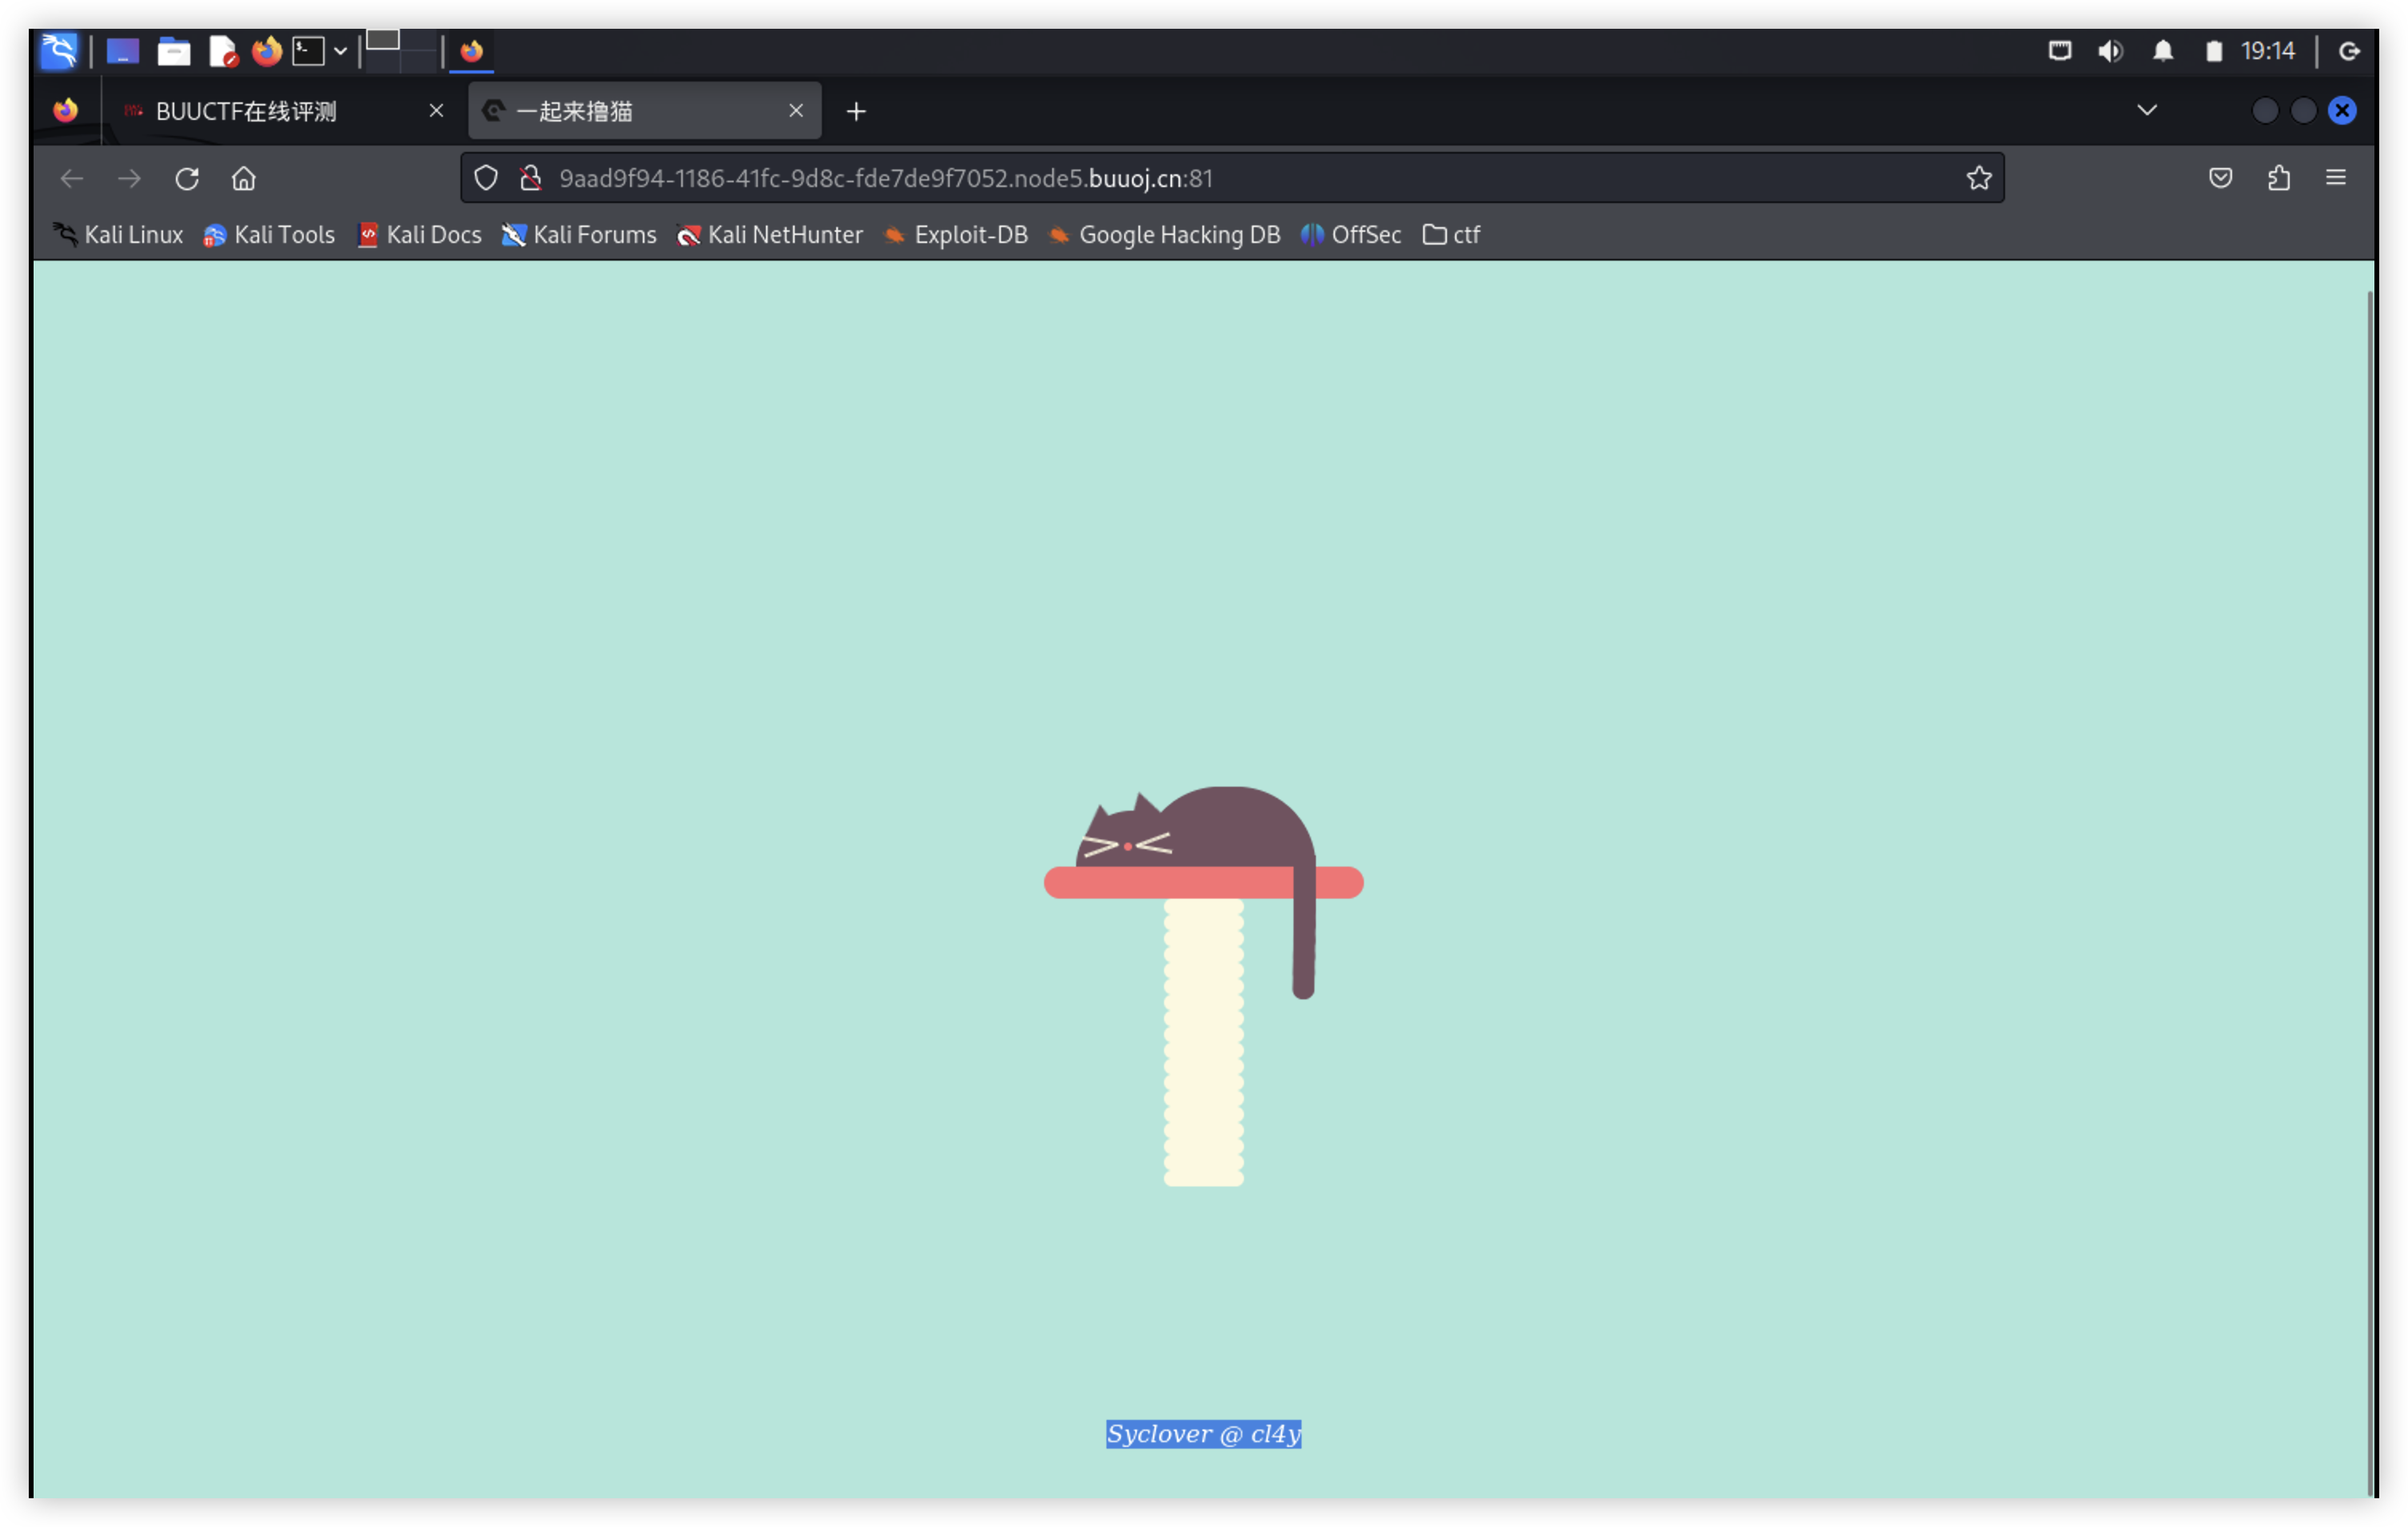 19:14
BUUCTF在线评测
一起来撸猫
9aad9f94-1186-41fc-9d8c-fde7de9f7052.node5.buuoj.cn:81
Kali Linux Kali Tools Kali Docs Kali Forums Kali NetHunter Exploit-DB Google Hacking DB OffSec ctf
Syclover @ cl4y